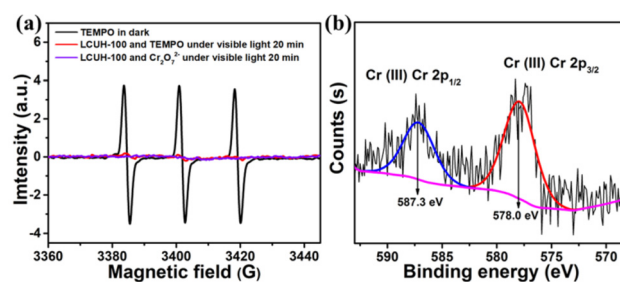 (a)
TEMPO in dark
LCUH-100 and TEMPO under visible light 20 min
LCUH-100 and Cr₂O₇²⁻ under visible light 20 min
Imtensity (a.u.)
4
2
0
-2
-4
3360 3380 3400 3420 3440
Magnetic field (G)
(b)
Cr (III) Cr 2p₁/₂
Cr (III) Cr 2p₃/₂
587.3 eV
578.0 eV
Counts (s)
590 585 580 575 570
Binding energy (eV)